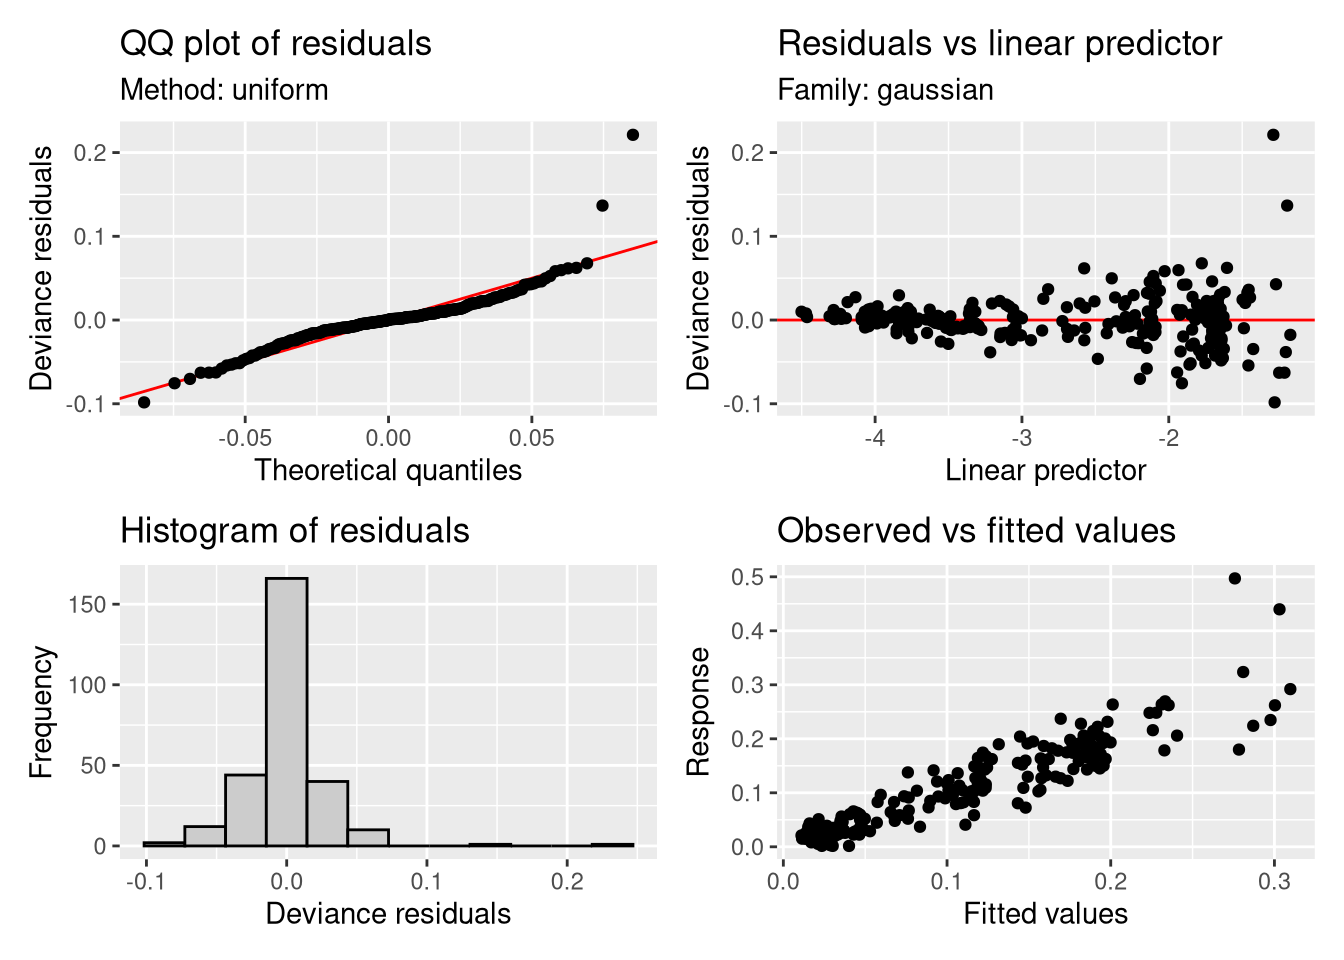 QQ plot of residuals
Method: uniform
Deviance residuals
0.2
0.1
0.0
-0.1
-0.05
0.00
0.05
Theoretical quantiles
Residuals vs linear predictor
Family: gaussian
Deviance residuals
0.2
0.1
0.0
-0.1
-4
-3
-2
Linear predictor
Histogram of residuals
Frequency
150
100
50
0
-0.1
0.0
0.1
0.2
Deviance residuals
Observed vs fitted values
Response
0.5
0.4
0.3
0.2
0.1
0.0
0.0
0.1
0.2
0.3
Fitted values